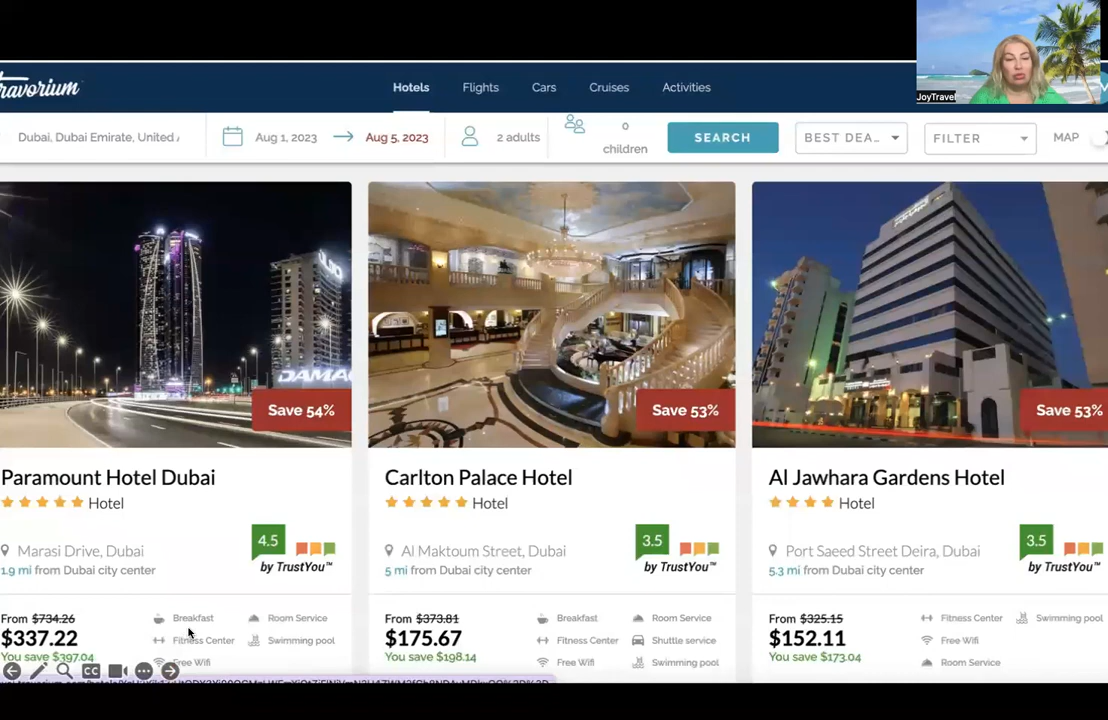 travorium
Hotels
Flights
Cars
Cruises
Activities
JoyTravel
Dubai, Dubai Emirate, United
Aug 1, 2023
Aug 5, 2023
2 adults
0
children
SEARCH
BEST DEA...
FILTER
MAP
DAMAC
Save 54%
Save 53%
Save 53%
Paramount Hotel Dubai
Hotel
Marasi Drive, Dubai
1.9 mi from Dubai city center
4.5
by TrustYou™
From $734.26
$337.22
You save $397.04
Breakfast
Room Service
Fitness Center
Swimming pool
Free Wifi
CC
Carlton Palace Hotel
Hotel
Al Maktoum Street, Dubai
5 mi from Dubai city center
3.5
by TrustYou™
From $373.81
$175.67
You save $198.14
Breakfast
Room Service
Fitness Center
Shuttle service
Free Wifi
Swimming pool
Al Jawhara Gardens Hotel
Hotel
Port Saeed Street Deira, Dubai
5.3 mi from Dubai city center
3.5
by TrustYou™
From $325.15
$152.11
You save $173.04
Fitness Center
Swimming pool
Free Wifi
Room Service